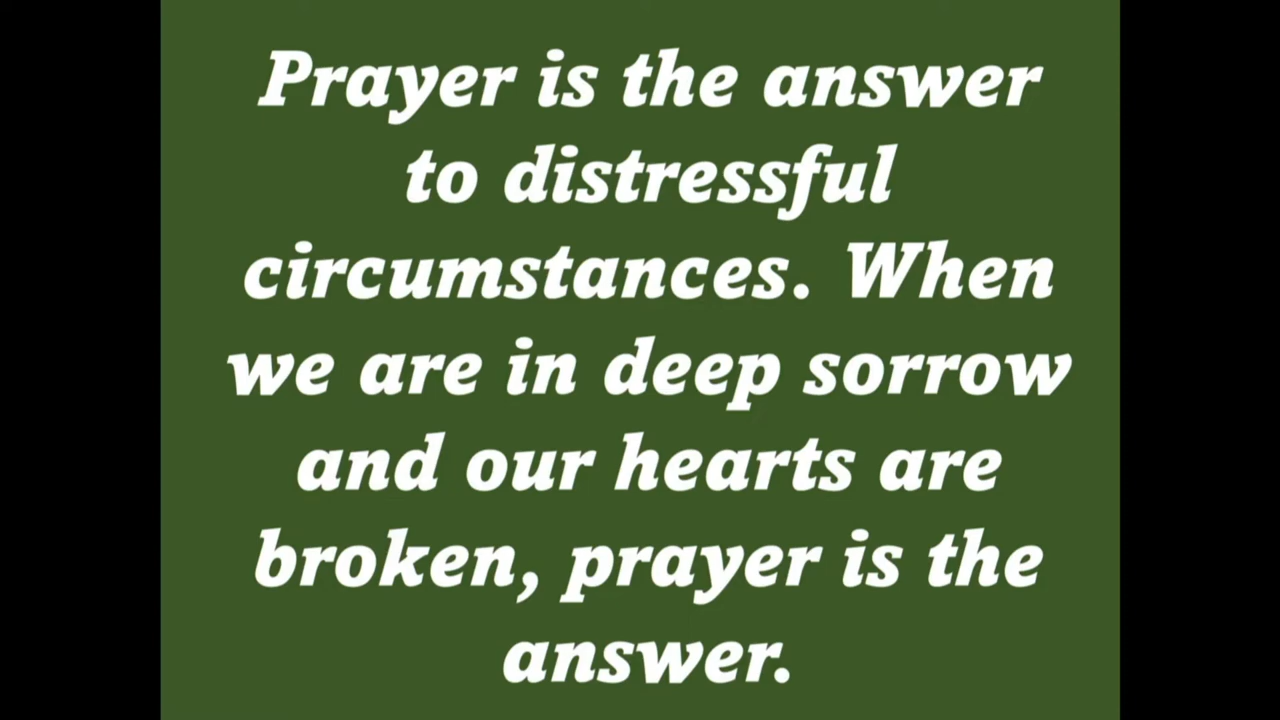 Prayer is the answer
to distressful
circumstances. When
we are in deep sorrow
and our hearts are
broken, prayer is the
answer.